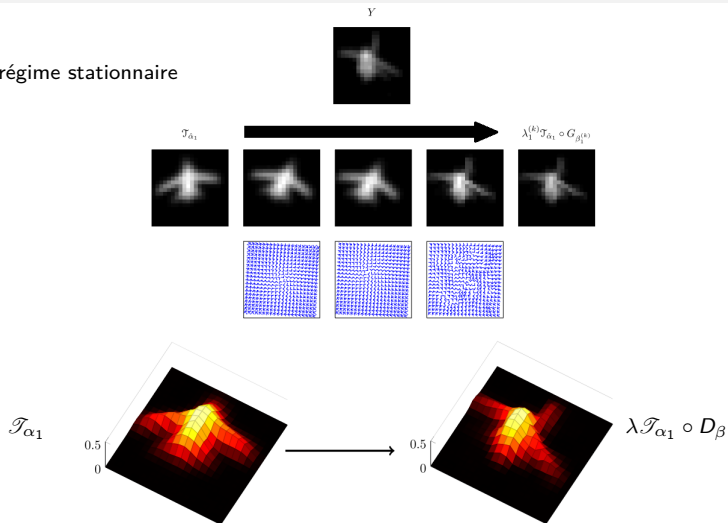 Y
régime stationnaire
𝒯_{α̂₁}
λ₁^{(k)}𝒯_{α̂₁} ∘ G_{β₁^{(k)}}
𝒯_{α₁}
0.5
0
0.5
0
λ𝒯_{α₁} ∘ D_β